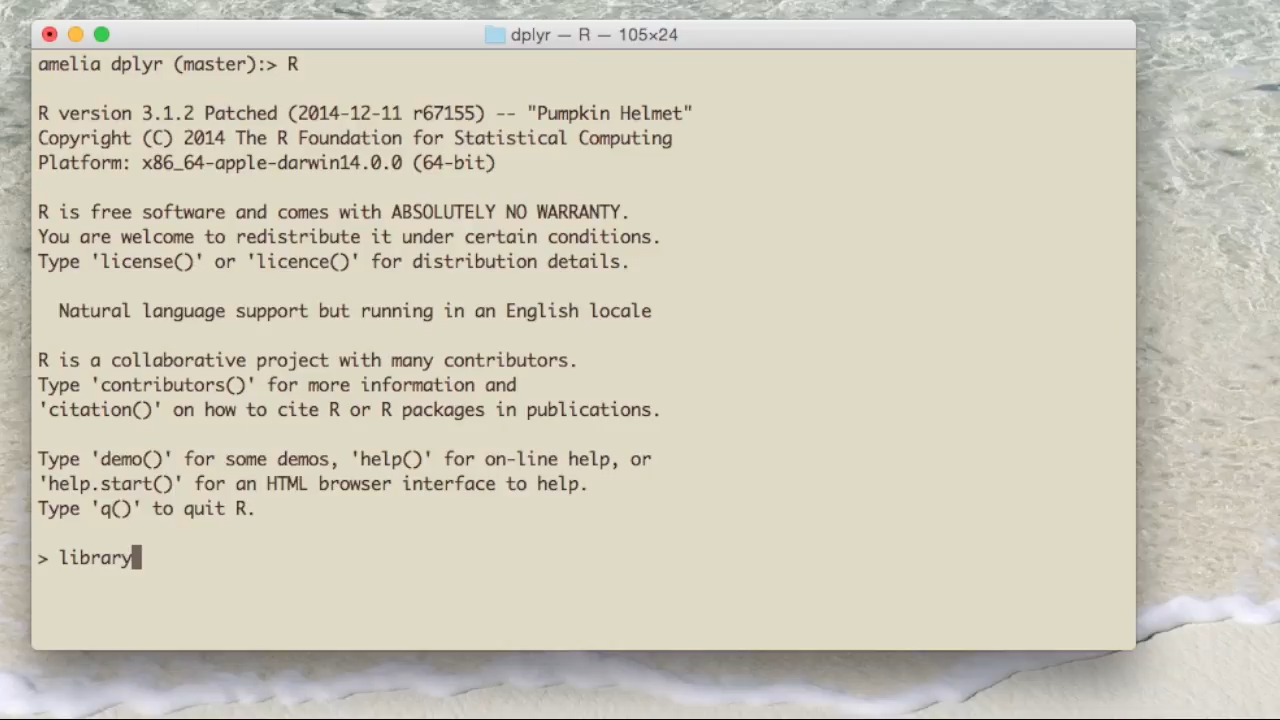 dplyr — R — 105×24
amelia dplyr (master):> R
R version 3.1.2 Patched (2014-12-11 r67155) -- "Pumpkin Helmet"
Copyright (C) 2014 The R Foundation for Statistical Computing
Platform: x86_64-apple-darwin14.0.0 (64-bit)
R is free software and comes with ABSOLUTELY NO WARRANTY.
You are welcome to redistribute it under certain conditions.
Type 'license()' or 'licence()' for distribution details.
Natural language support but running in an English locale
R is a collaborative project with many contributors.
Type 'contributors()' for more information and
'citation()' on how to cite R or R packages in publications.
Type 'demo()' for some demos, 'help()' for on-line help, or
'help.start()' for an HTML browser interface to help.
Type 'q()' to quit R.
> library